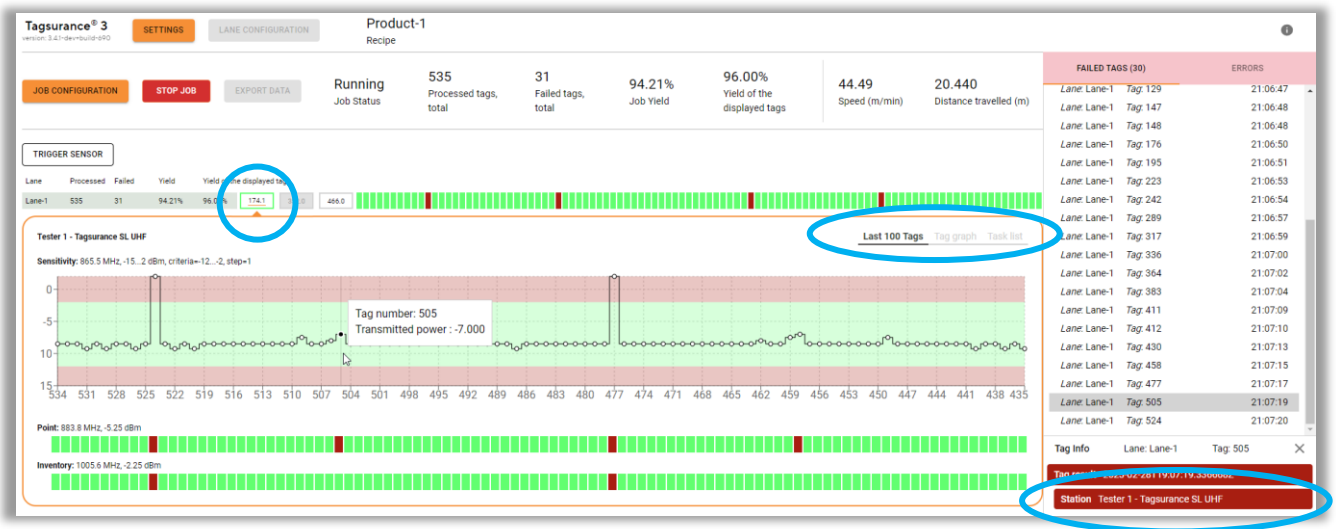 Tagsurance® 3
version: 3.4.1-dev+build-690
SETTINGS
LANE CONFIGURATION
Product-1
Recipe
JOB CONFIGURATION
STOP JOB
EXPORT DATA
Running
Job Status
535
Processed tags,
total
31
Failed tags,
total
94.21%
Job Yield
96.00%
Yield of the
displayed tags
44.49
Speed (m/min)
20.440
Distance travelled (m)
TRIGGER SENSOR
Lane Processed Failed Yield Yield of the displayed tags
Lane-1 535 31 94.21% 96.00% 174.1 466.0
Tester 1 - Tagsurance SL UHF
Last 100 Tags Tag graph Task list
Sensitivity: 865.5 MHz, -15...2 dBm, criteria=-12...-2, step=1
0
-5
10
15
Tag number: 505
Transmitted power : -7.000
534 531 528 525 522 519 516 513 510 507 504 501 498 495 492 489 486 483 480 477 474 471 468 465 462 459 456 453 450 447 444 441 438 435
Point: 883.8 MHz, -5.25 dBm
Inventory: 1005.6 MHz, -2.25 dBm
FAILED TAGS (30) ERRORS
Lane: Lane-1 Tag: 129 21:06:47
Lane: Lane-1 Tag: 147 21:06:48
Lane: Lane-1 Tag: 148 21:06:48
Lane: Lane-1 Tag: 176 21:06:50
Lane: Lane-1 Tag: 195 21:06:51
Lane: Lane-1 Tag: 223 21:06:53
Lane: Lane-1 Tag: 242 21:06:54
Lane: Lane-1 Tag: 289 21:06:57
Lane: Lane-1 Tag: 317 21:06:59
Lane: Lane-1 Tag: 336 21:07:00
Lane: Lane-1 Tag: 364 21:07:02
Lane: Lane-1 Tag: 383 21:07:04
Lane: Lane-1 Tag: 411 21:07:09
Lane: Lane-1 Tag: 412 21:07:10
Lane: Lane-1 Tag: 430 21:07:13
Lane: Lane-1 Tag: 458 21:07:15
Lane: Lane-1 Tag: 477 21:07:17
Lane: Lane-1 Tag: 505 21:07:19
Lane: Lane-1 Tag: 524 21:07:20
Tag Info Lane: Lane-1 Tag: 505
Tag result
Station Tester 1 - Tagsurance SL UHF